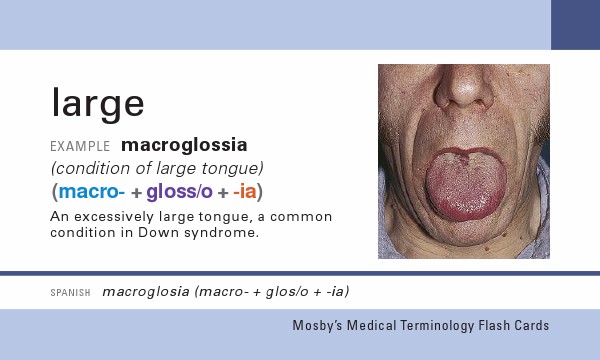 large
EXAMPLE macroglossia
(condition of large tongue)
(macro- + gloss/o + -ia)
An excessively large tongue, a common
condition in Down syndrome.
SPANISH macroglosia (macro- + glos/o + -ia)
Mosby's Medical Terminology Flash Cards